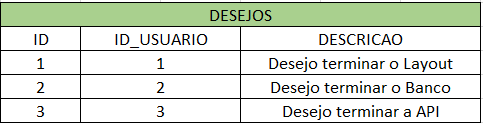 DESEJOS
ID ID_USUARIO DESCRICAO
1 1 Desejo terminar o Layout
2 2 Desejo terminar o Banco
3 3 Desejo terminar a API